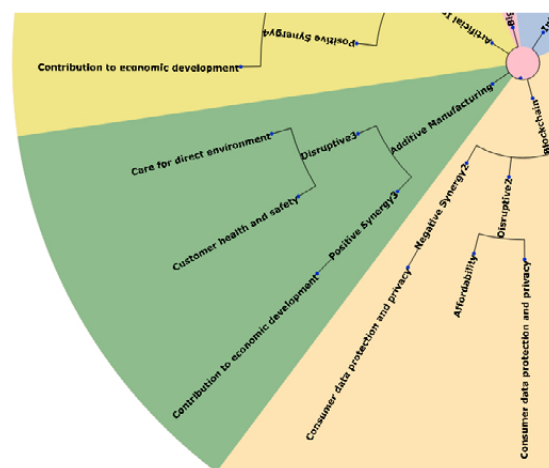 Positive Synergy4
Contribution to economic development
Additive Manufacturing
Disruptive3
Care for direct environment
Customer health and safety
Positive Synergy3
Contribution to economic development
Blockchain
Negative Synergy2
Consumer data protection and privacy
Disruptive2
Affordability
Consumer data protection and privacy